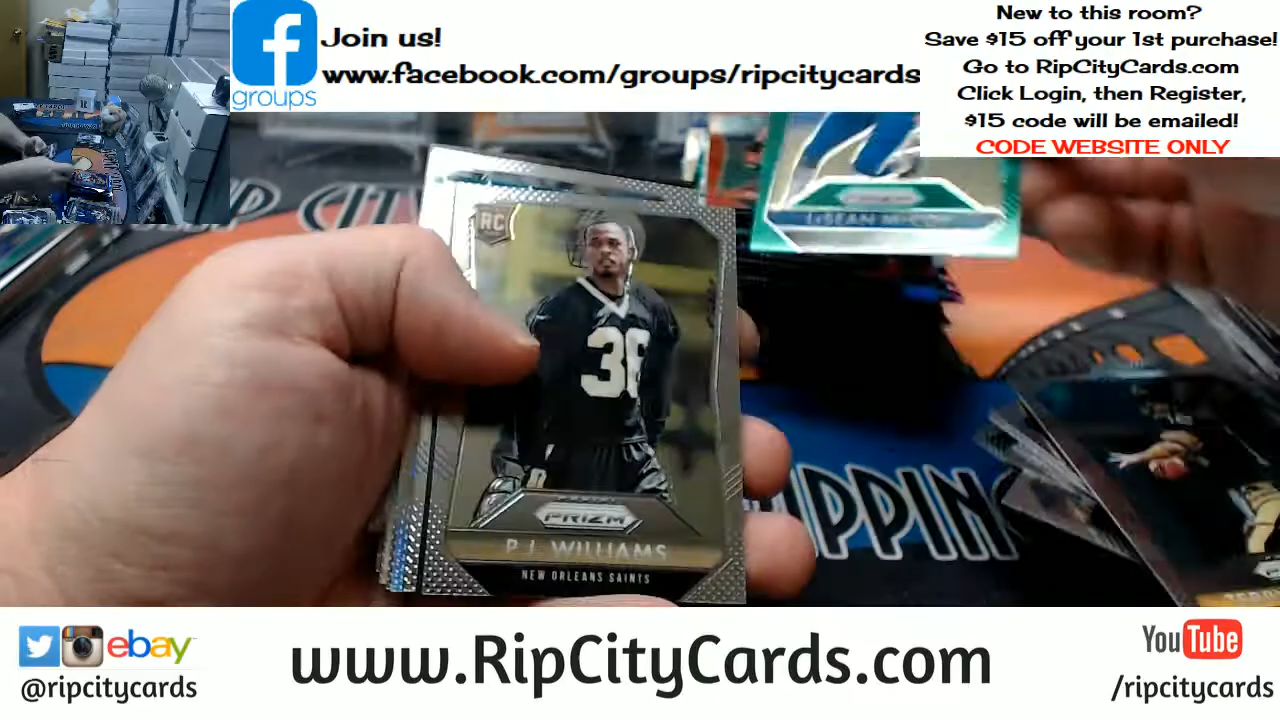 groups
Join us!
www.facebook.com/groups/ripcitycards
New to this room?
Save $15 off your 1st purchase!
Go to RipCityCards.com
Click Login, then Register,
$15 code will be emailed!
CODE WEBSITE ONLY
RC
38
PRIZM
P.J. WILLIAMS
NEW ORLEANS SAINTS
CITY
RIPPIN
ebay
@ripcitycards
www.RipCityCards.com
YouTube
/ripcitycards